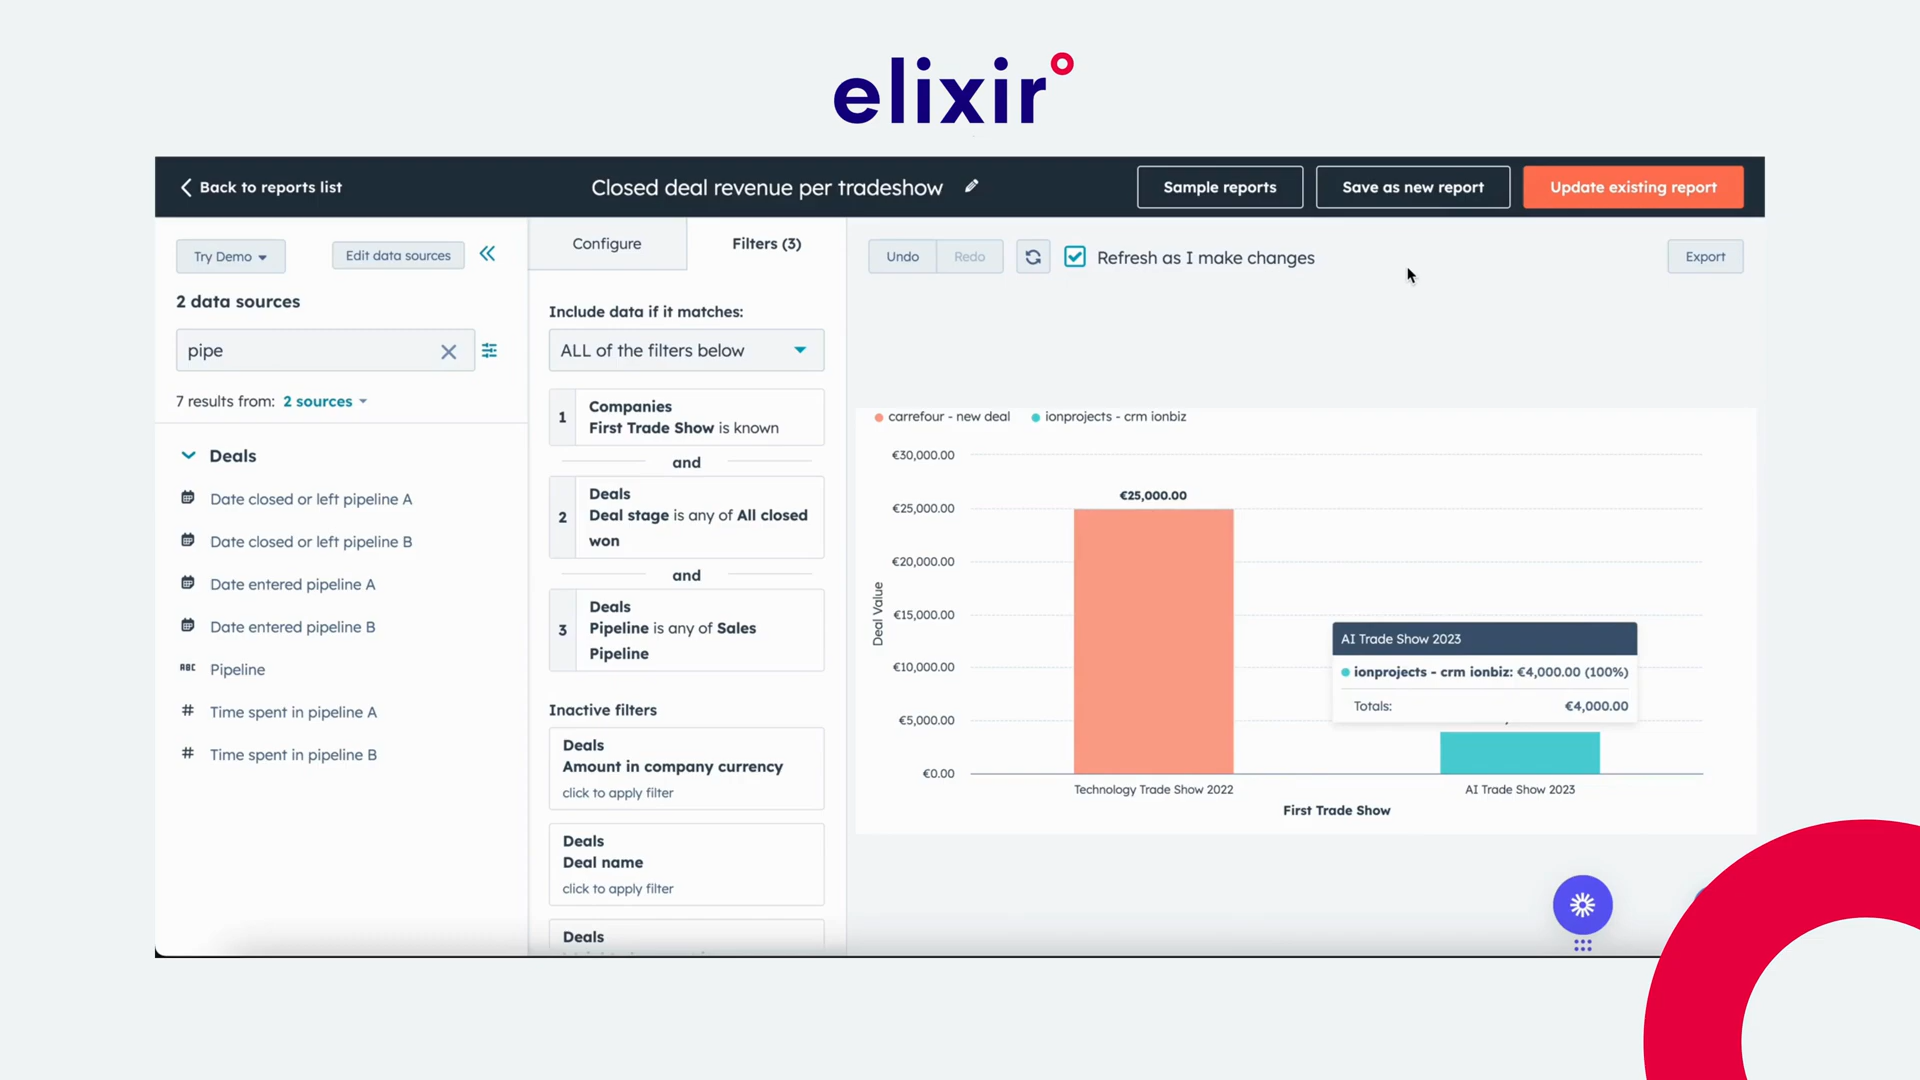 elixir
Back to reports list
Closed deal revenue per tradeshow
Sample reports
Save as new report
Update existing report
Try Demo
Edit data sources
2 data sources
pipe
7 results from: 2 sources
Deals
Date closed or left pipeline A
Date closed or left pipeline B
Date entered pipeline A
Date entered pipeline B
ABC Pipeline
# Time spent in pipeline A
# Time spent in pipeline B
Configure
Filters (3)
Include data if it matches:
ALL of the filters below
1
Companies
First Trade Show is known
and
2
Deals
Deal stage is any of All closed
won
and
3
Deals
Pipeline is any of Sales
Pipeline
Inactive filters
Deals
Amount in company currency
click to apply filter
Deals
Deal name
click to apply filter
Deals
Undo
Redo
Refresh as I make changes
Export
carrefour - new deal
ionprojects - crm ionbiz
€30,000.00
€25,000.00
€20,000.00
€15,000.00
€10,000.00
€5,000.00
€0.00
Deal Value
€25,000.00
AI Trade Show 2023
ionprojects - crm ionbiz: €4,000.00 (100%)
Totals: €4,000.00
Technology Trade Show 2022
AI Trade Show 2023
First Trade Show